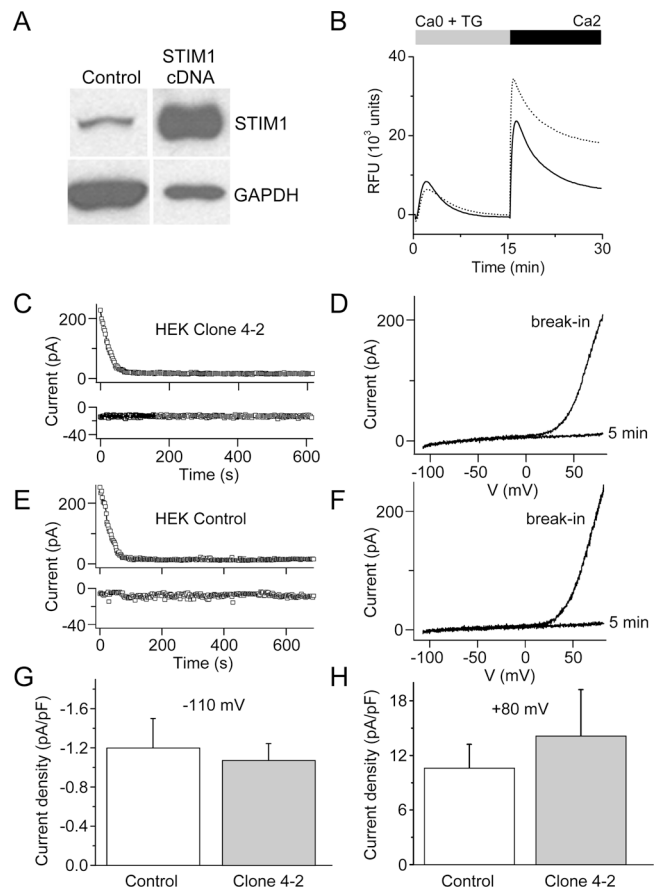 A
Control
STIM1
cDNA
STIM1
GAPDH
B
Ca0 + TG
Ca2
RFU (10³ units)
40
20
0
0
15
30
Time (min)
C
HEK Clone 4-2
Current (pA)
200
0
0
200
400
600
0
-40
Time (s)
D
break-in
5 min
Current (pA)
200
100
0
-100
-50
0
50
V (mV)
E
HEK Control
Current (pA)
200
0
0
-40
0
200
400
600
Time (s)
F
break-in
5 min
Current (pA)
200
100
0
-100
-50
0
50
V (mV)
G
-110 mV
Current density (pA/pF)
-1.6
-1.2
-0.8
-0.4
0.0
Control
Clone 4-2
H
+80 mV
Current density (pA/pF)
18
12
6
0
Control
Clone 4-2